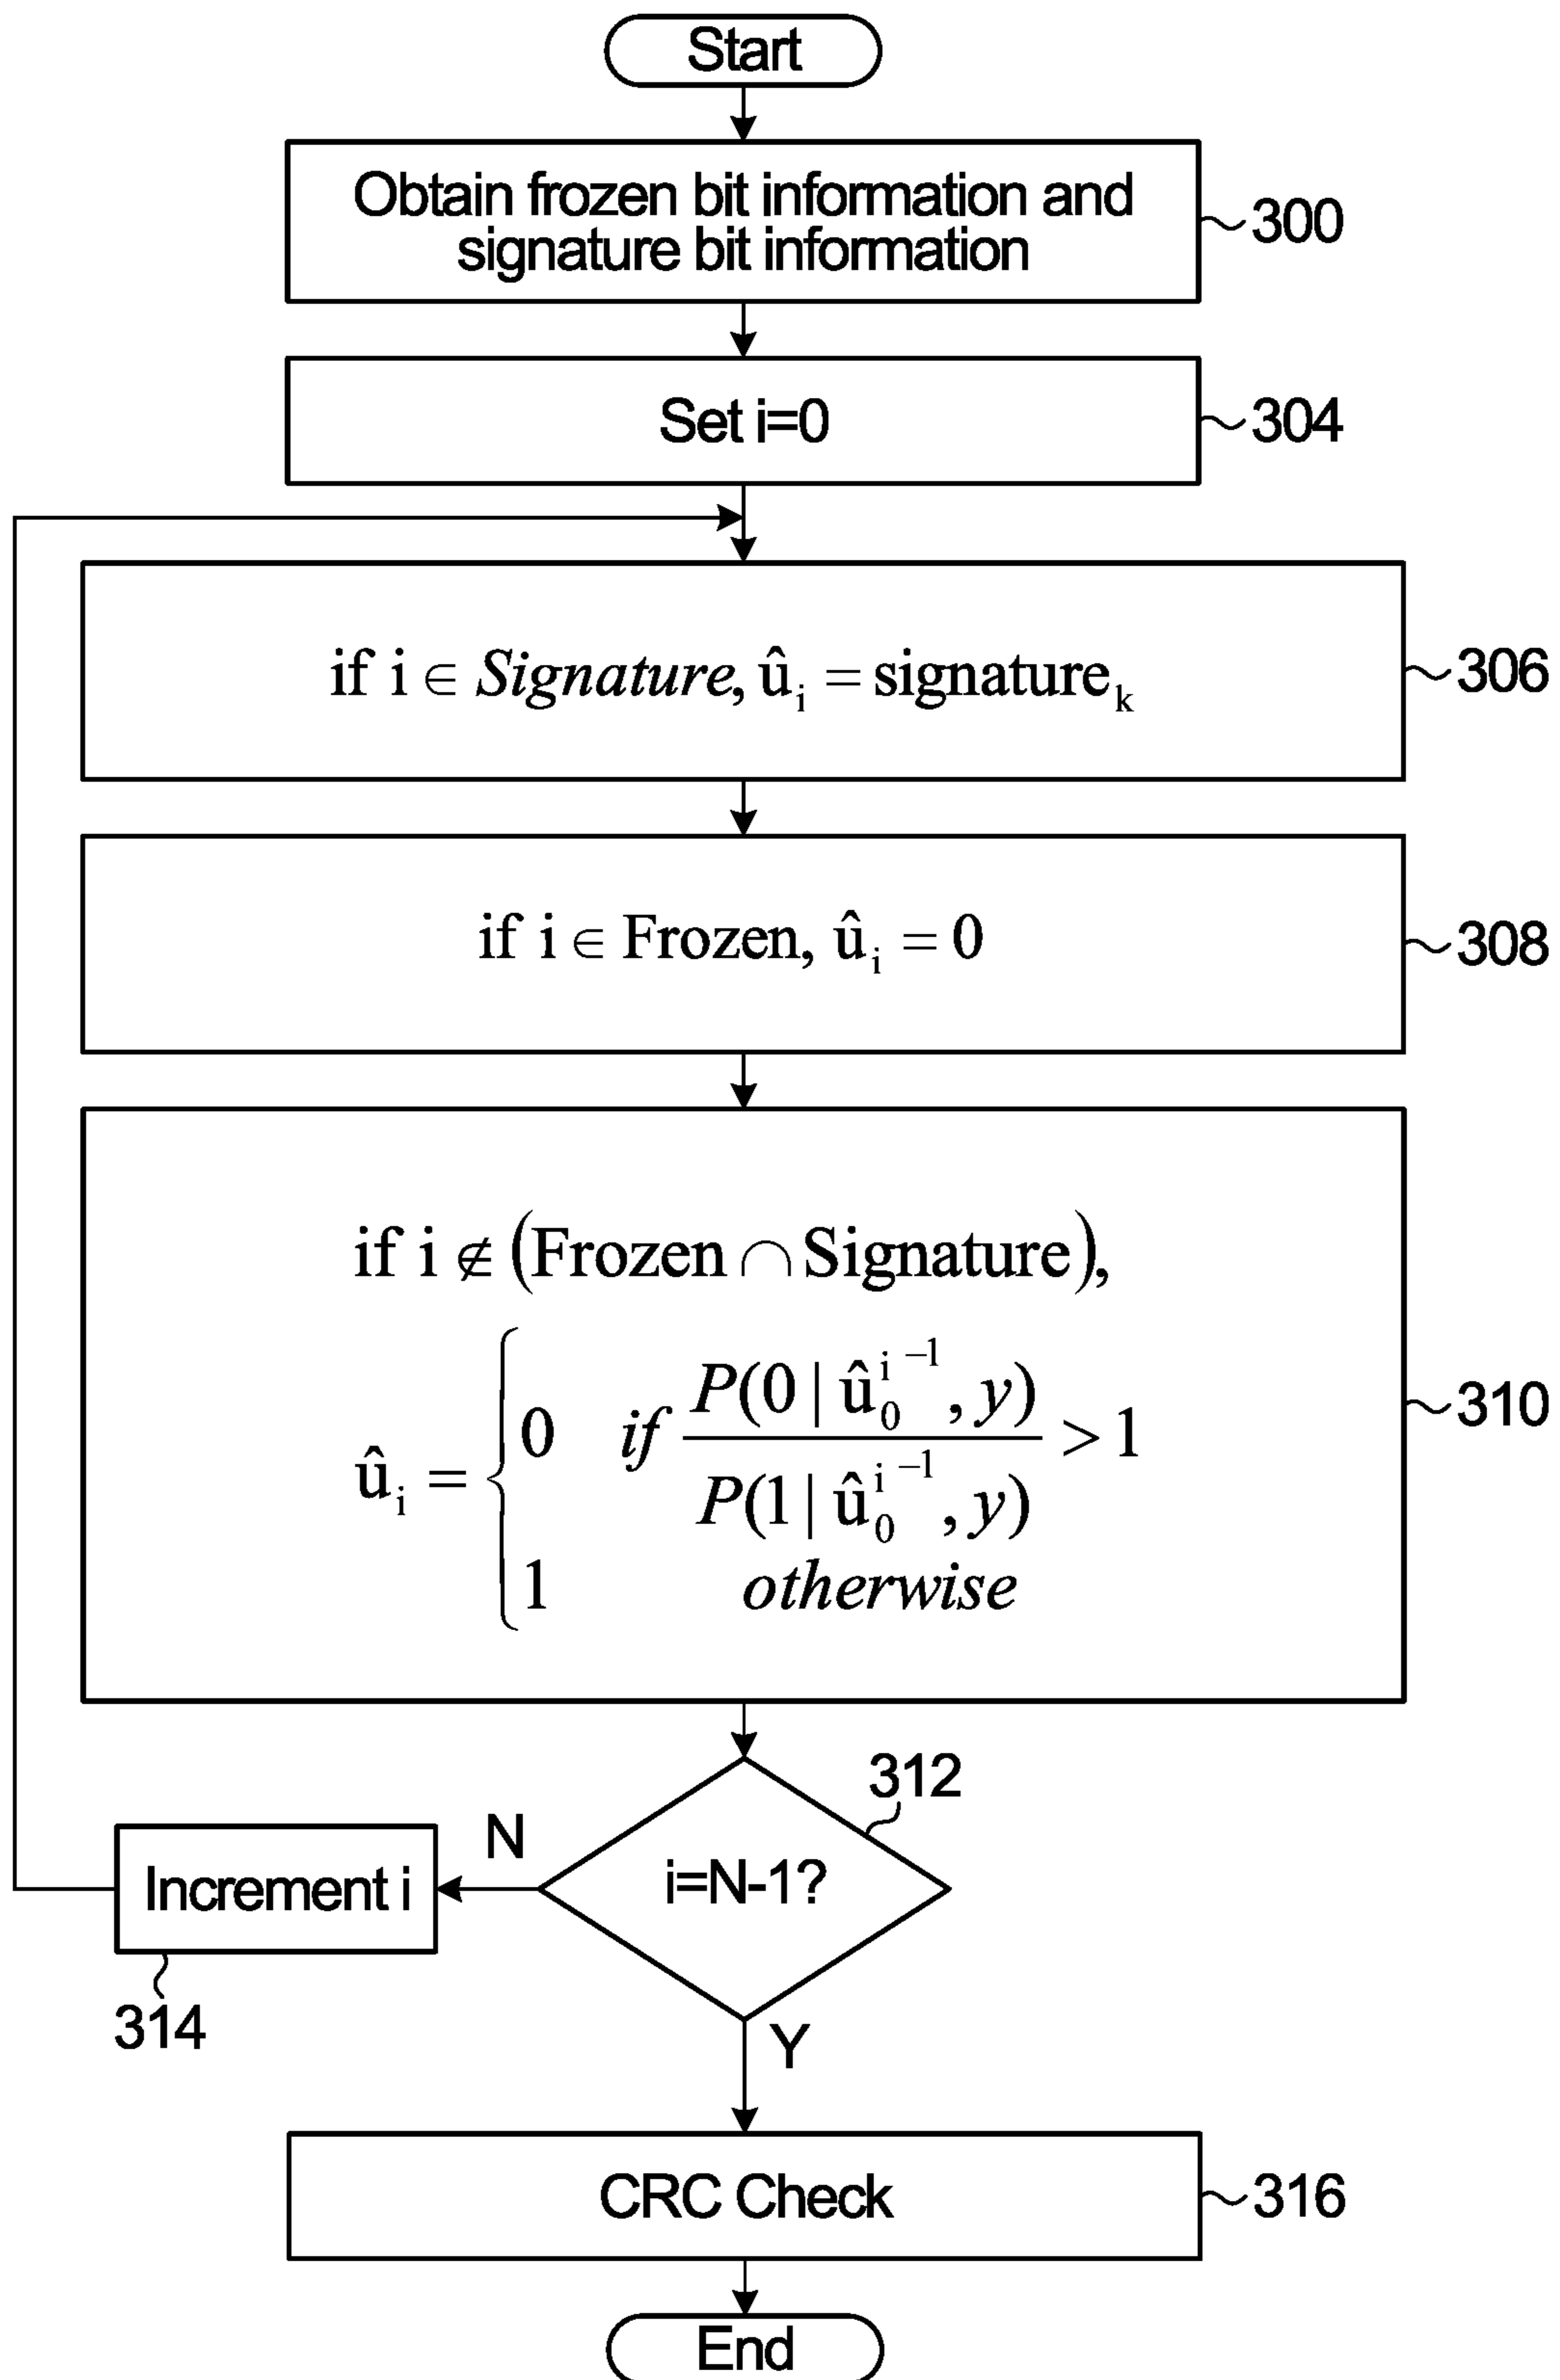 Start
Obtain frozen bit information and
signature bit information
300
Set i=0
304
if i ∈ Signature, û_i = signature_k
306
if i ∈ Frozen, û_i = 0
308
if i ∉ (Frozen ∩ Signature),
û_i = { 0 if P(0 | û_0^{i-1}, y) / P(1 | û_0^{i-1}, y) > 1
1 otherwise
310
312
i=N-1?
N
Increment i
314
Y
CRC Check
316
End